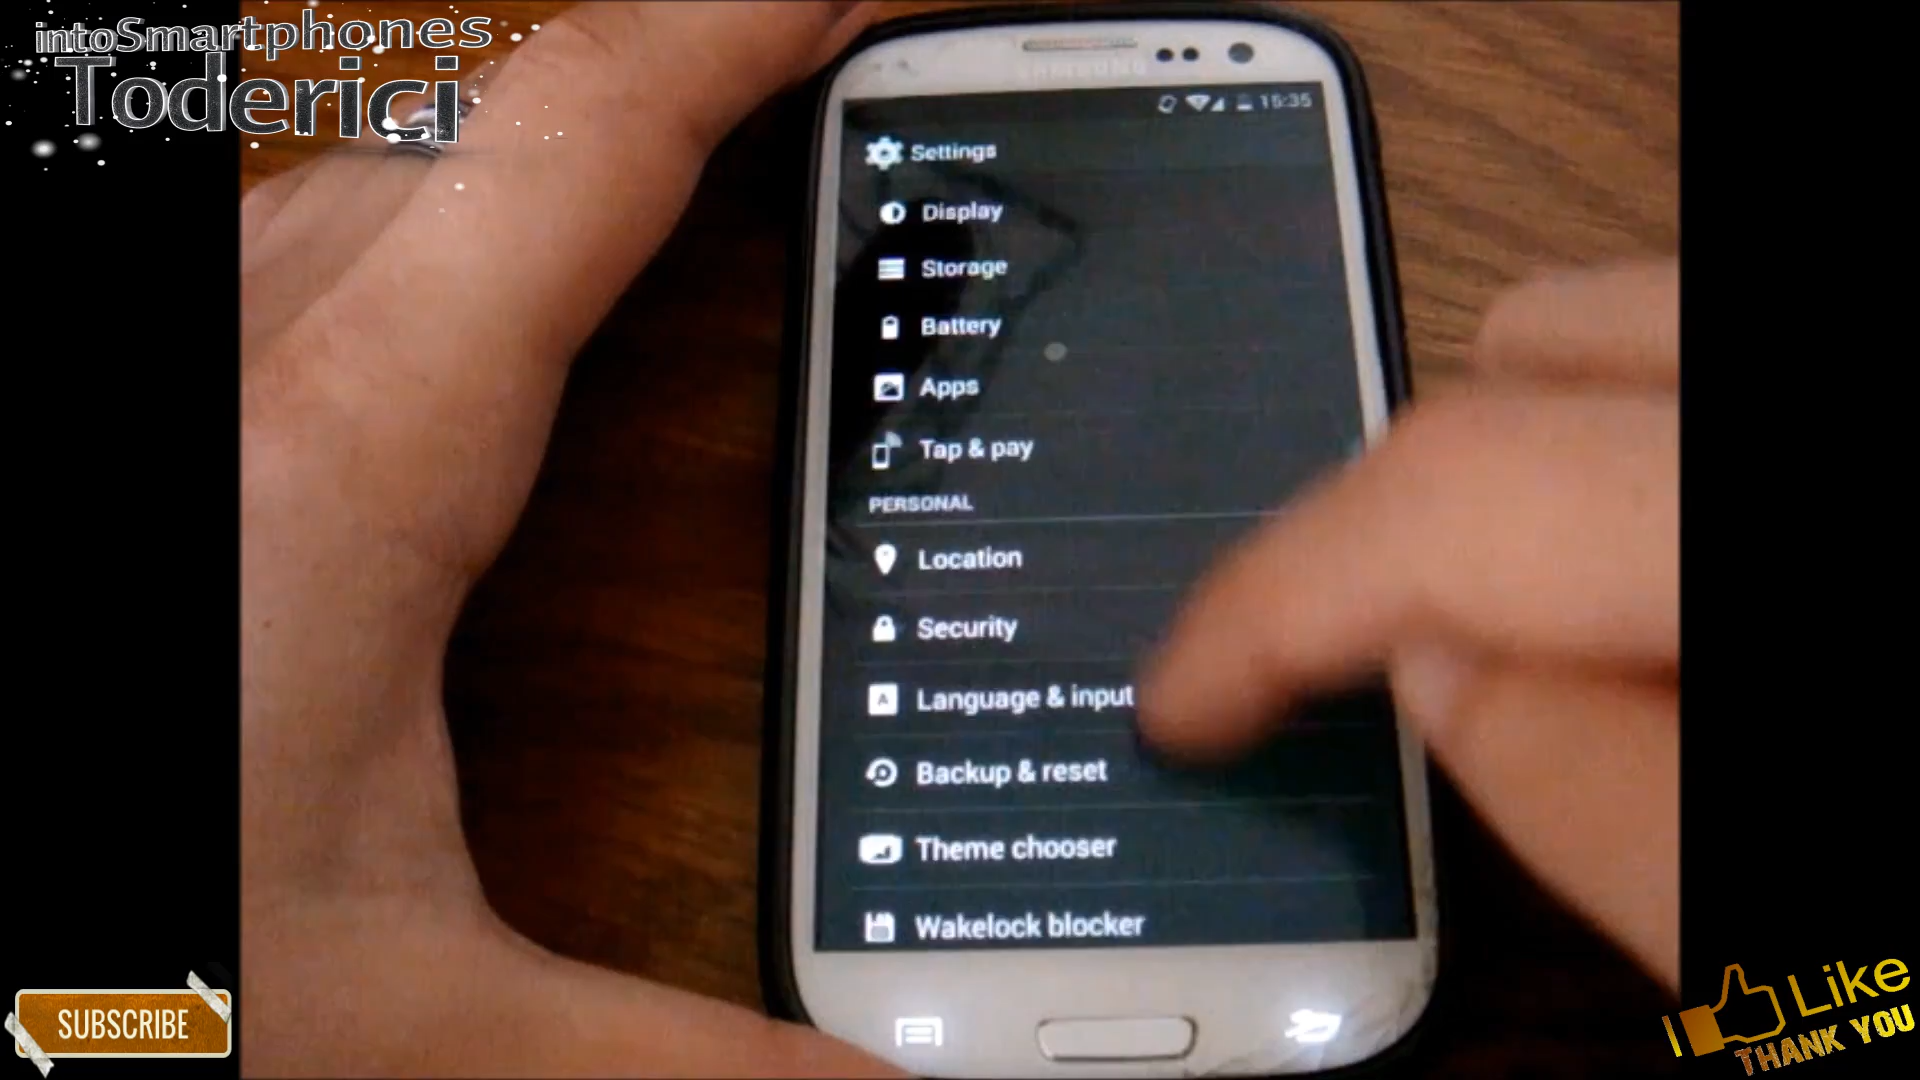 intoSmartphones
Toderici
SAMSUNG
15:35
Settings
Display
Storage
Battery
Apps
Tap & pay
PERSONAL
Location
Security
Language & input
Backup & reset
Theme chooser
Wakelock blocker
SUBSCRIBE
Like
THANK YOU